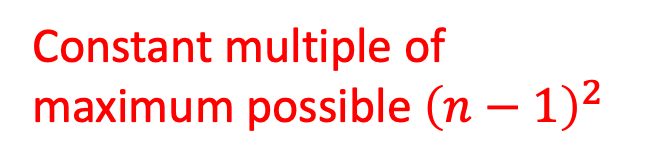 Constant multiple of
maximum possible (𝑛 − 1)²